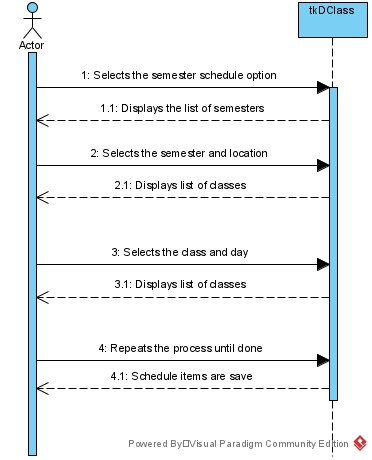 tkDClass
Actor
1: Selects the semester schedule option
1.1: Displays the list of semesters
2: Selects the semester and location
2.1: Displays list of classes
3: Selects the class and day
3.1: Displays list of classes
4: Repeats the process until done
4.1: Schedule items are save
Powered By Visual Paradigm Community Edition